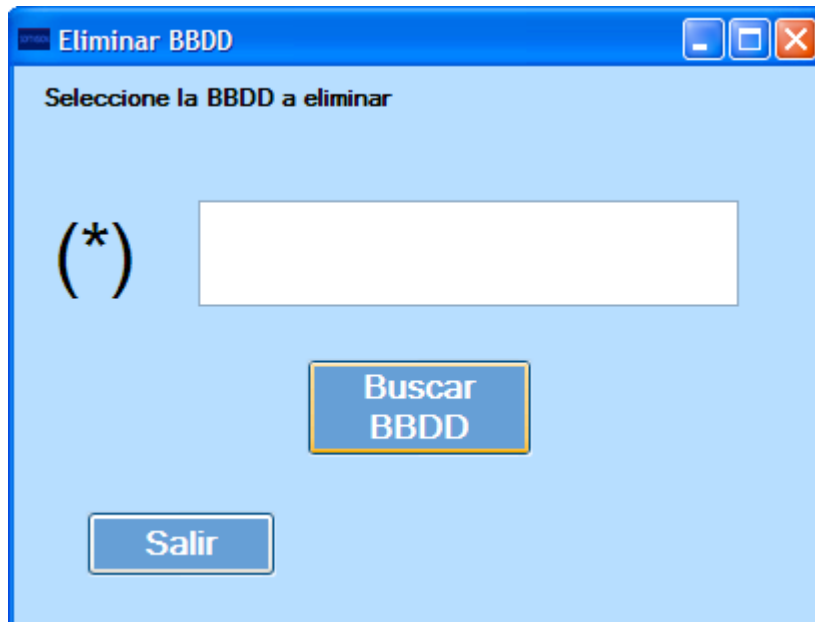 Eliminar BBDD
Seleccione la BBDD a eliminar
(*)
Buscar
BBDD
Salir